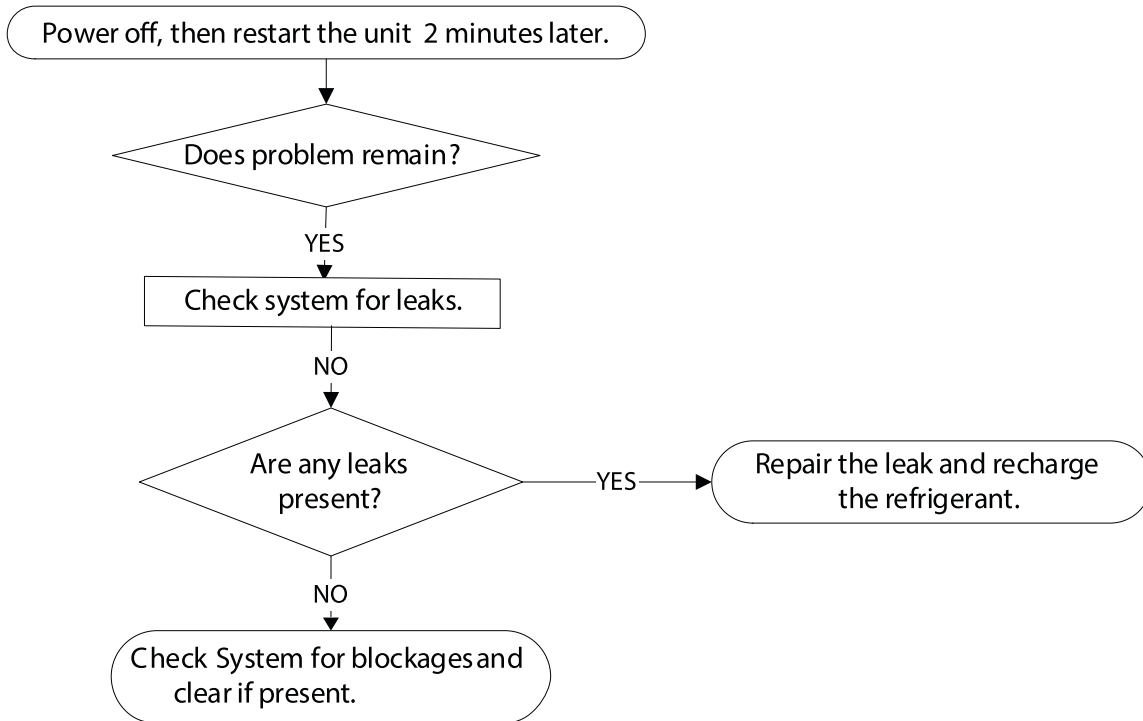 Power off, then restart the unit 2 minutes later.
Does problem remain?
YES
Check system for leaks.
NO
Are any leaks
present?
YES
Repair the leak and recharge
the refrigerant.
NO
Check System for blockages and
clear if present.